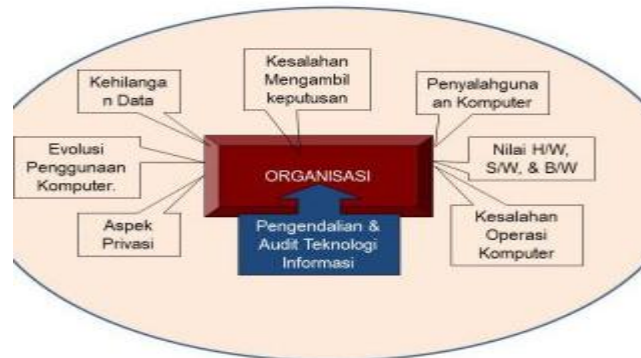 Kehilanga
n Data
Kesalahan
Mengambil
keputusan
Penyalahguna
an Komputer
Evolusi
Penggunaan
Komputer.
ORGANISASI
Nilai H/W,
S/W, & B/W
Aspek
Privasi
Pengendalian &
Audit Teknologi
Informasi
Kesalahan
Operasi
Komputer